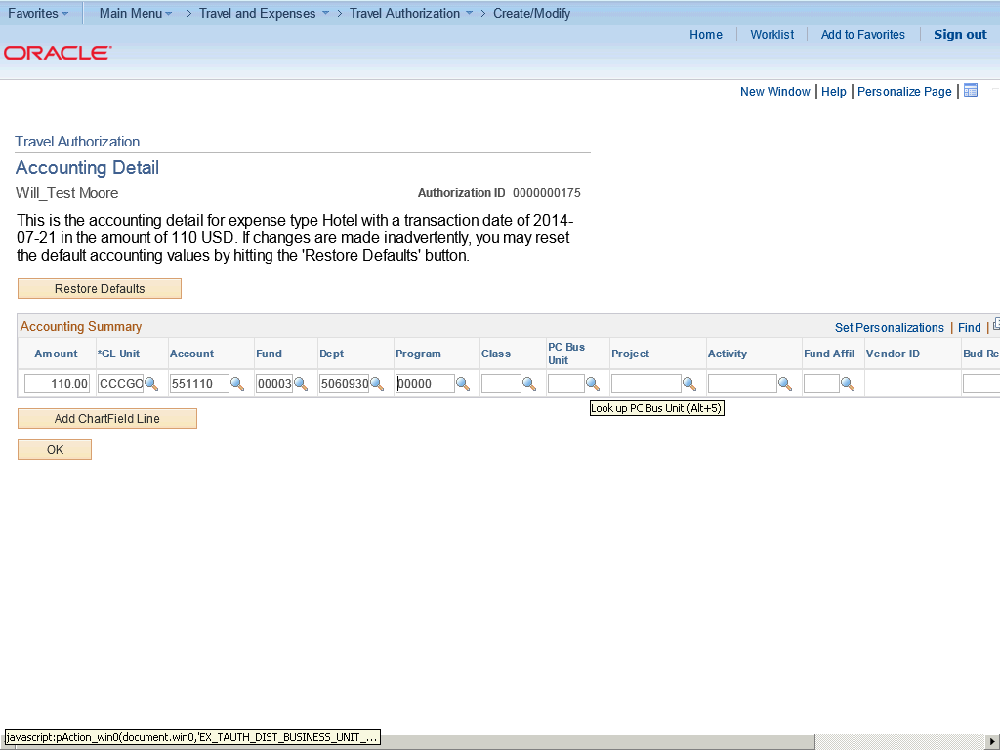 Favorites Main Menu > Travel and Expenses > Travel Authorization > Create/Modify
Home Worklist Add to Favorites Sign out
ORACLE
New Window | Help | Personalize Page |
Travel Authorization
Accounting Detail
Will_Test Moore Authorization ID 0000000175
This is the accounting detail for expense type Hotel with a transaction date of 2014-
07-21 in the amount of 110 USD. If changes are made inadvertently, you may reset
the default accounting values by hitting the 'Restore Defaults' button.
Restore Defaults
Accounting Summary Set Personalizations | Find |
Amount *GL Unit Account Fund Dept Program Class PC Bus Unit Project Activity Fund Affil Vendor ID Bud Re
110.00 CCCGO 551110 00003 5060930 00000
Look up PC Bus Unit (Alt+5)
Add ChartField Line
OK
javascript:pAction_win0(document.win0,'EX_TAUTH_DIST_BUSINESS_UNIT_...